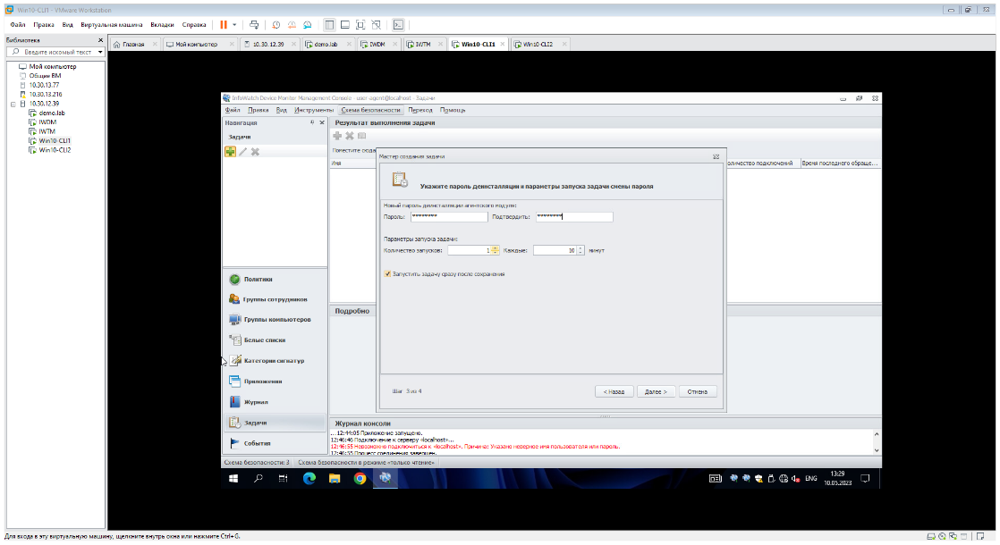 Win10-CLI1 - VMware Workstation
Файл Правка Вид Виртуальная машина Вкладки Справка
Библиотека
Введите искомый текст
Мой компьютер
Общие ВМ
10.30.13.77
10.30.13.216
10.30.12.39
demo.lab
IWDM
IWTM
Win10-CLI1
Win10-CLI2
Главная Мой компьютер 10.30.12.39 demo.lab IWDM IWTM Win10-CLI1 Win10-CLI2
InfoWatch Device Monitor Management Console - user agent@localhost - Задачи
Файл Правка Вид Инструменты Схема безопасности Переход Помощь
Навигация
Задачи
Политики
Группы сотрудников
Группы компьютеров
Белые списки
Категории сигнатур
Приложения
Журнал
Задачи
События
Результат выполнения задачи
Поместите сюда
Имя
оличество подключений Время последнего обраще...
Мастер создания задачи
Укажите пароль деинсталляции и параметры запуска задачи смены пароля
Новый пароль деинсталляции агентского модуля:
Пароль: ******** Подтвердить: ********
Параметры запуска задачи:
Количество запусков: 1 Каждые: 10 минут
Запустить задачу сразу после сохранения
Шаг 3 из 4
< Назад Далее > Отмена
Подробно
Журнал консоли
...12:44:05 Приложение запущено.
12:46:46 Подключение к серверу «localhost»...
12:46:55 Невозможно подключиться к «localhost». Причина: Указано неверное имя пользователя или пароль.
12:46:55 Процесс соединения завершен.
Схема безопасности: 3 Схема безопасности в режиме «только чтение»
ENG
13:29
10.05.2023
Для входа в эту виртуальную машину, щелкните внутрь окна или нажмите Ctrl+G.